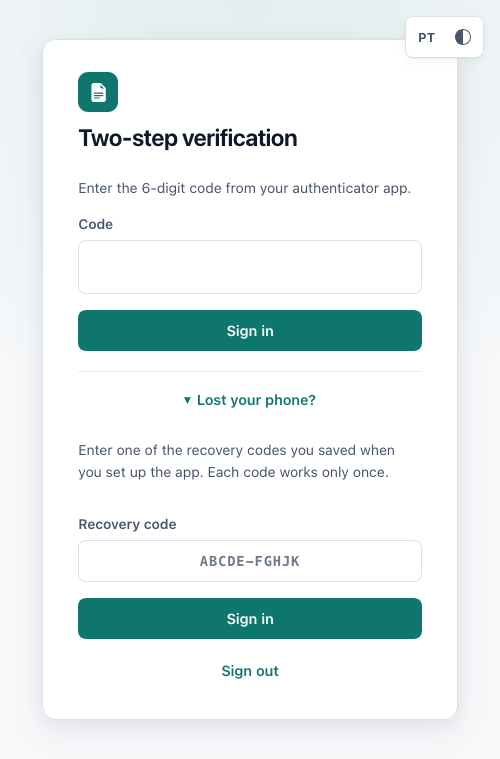 PT
Two-step verification
Enter the 6-digit code from your authenticator app.
Code
Sign in
▼ Lost your phone?
Enter one of the recovery codes you saved when
you set up the app. Each code works only once.
Recovery code
ABCDE-FGHJK
Sign in
Sign out